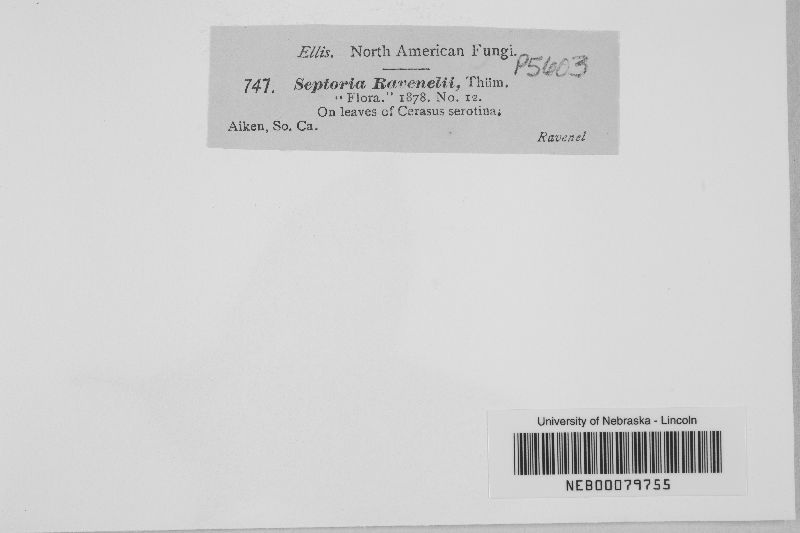 Ellis. North American Fungi.
P5603
747. Septoria Ravenelii, Thüm.
"Flora." 1878. No. 12.
On leaves of Cerasus serotina;
Aiken, So. Ca.
Ravenel
University of Nebraska - Lincoln
NEB00079755